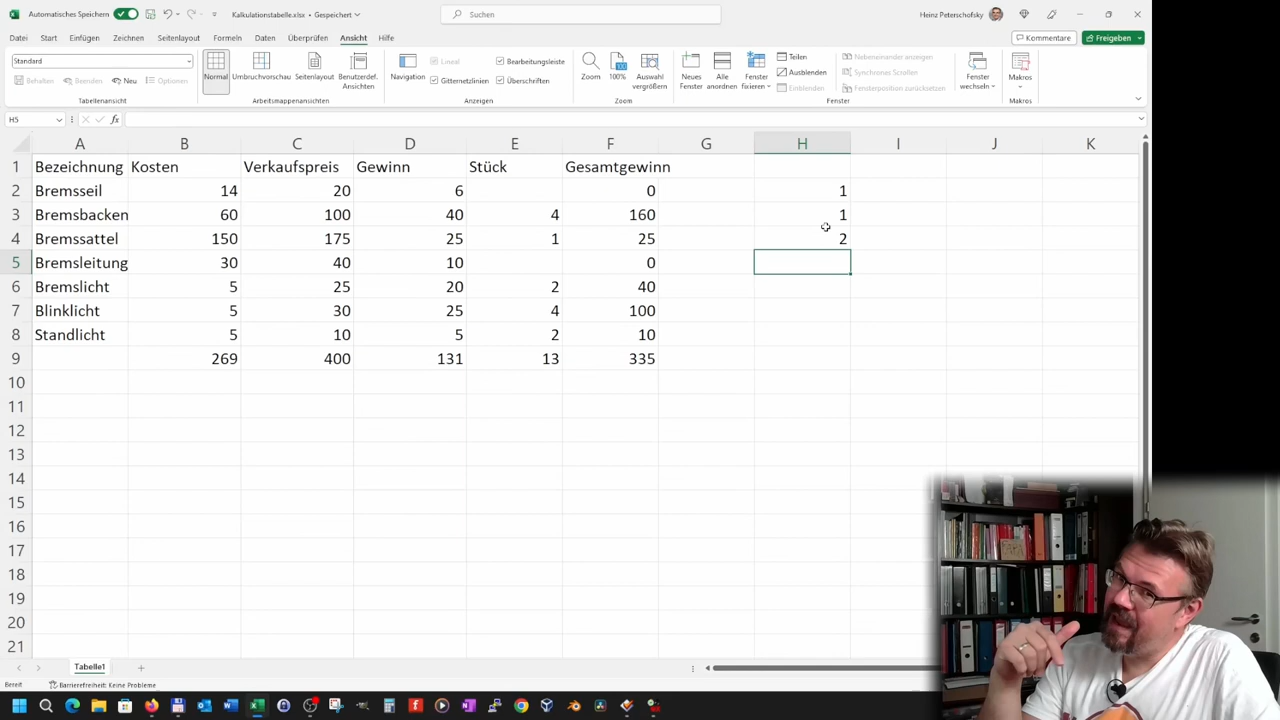 Automatisches Speichern
Kalkulationstabelle.xlsx • Gespeichert
Suchen
Heinz Peterschofsky
Datei Start Einfügen Zeichnen Seitenlayout Formeln Daten Überprüfen Ansicht Hilfe
Kommentare Freigeben
Standard
Behalten Beenden Neu Optionen
Tabellenansicht
Normal Umbruchvorschau Seitenlayout Benutzerdef. Ansichten
Arbeitsmappenansichten
Navigation
Lineal Bearbeitungsleiste
Gitternetzlinien Überschriften
Anzeigen
Zoom 100% Auswahl vergrößern
Zoom
Neues Fenster Alle anordnen Fenster fixieren
Teilen
Ausblenden
Einblenden
Nebeneinander anzeigen
Synchrones Scrollen
Fensterposition zurücksetzen
Fenster wechseln
Fenster
Makros
Makros
H5 fx
A B C D E F G H I J K
1 Bezeichnung Kosten Verkaufspreis Gewinn Stück Gesamtgewinn
2 Bremsseil 14 20 6 0 1
3 Bremsbacken 60 100 40 4 160 1
4 Bremssattel 150 175 25 1 25 2
5 Bremsleitung 30 40 10 0
6 Bremslicht 5 25 20 2 40
7 Blinklicht 5 30 25 4 100
8 Standlicht 5 10 5 2 10
9 269 400 131 13 335
10
11
12
13
14
15
16
17
18
19
20
21
Tabelle1
Bereit Barrierefreiheit: Keine Probleme